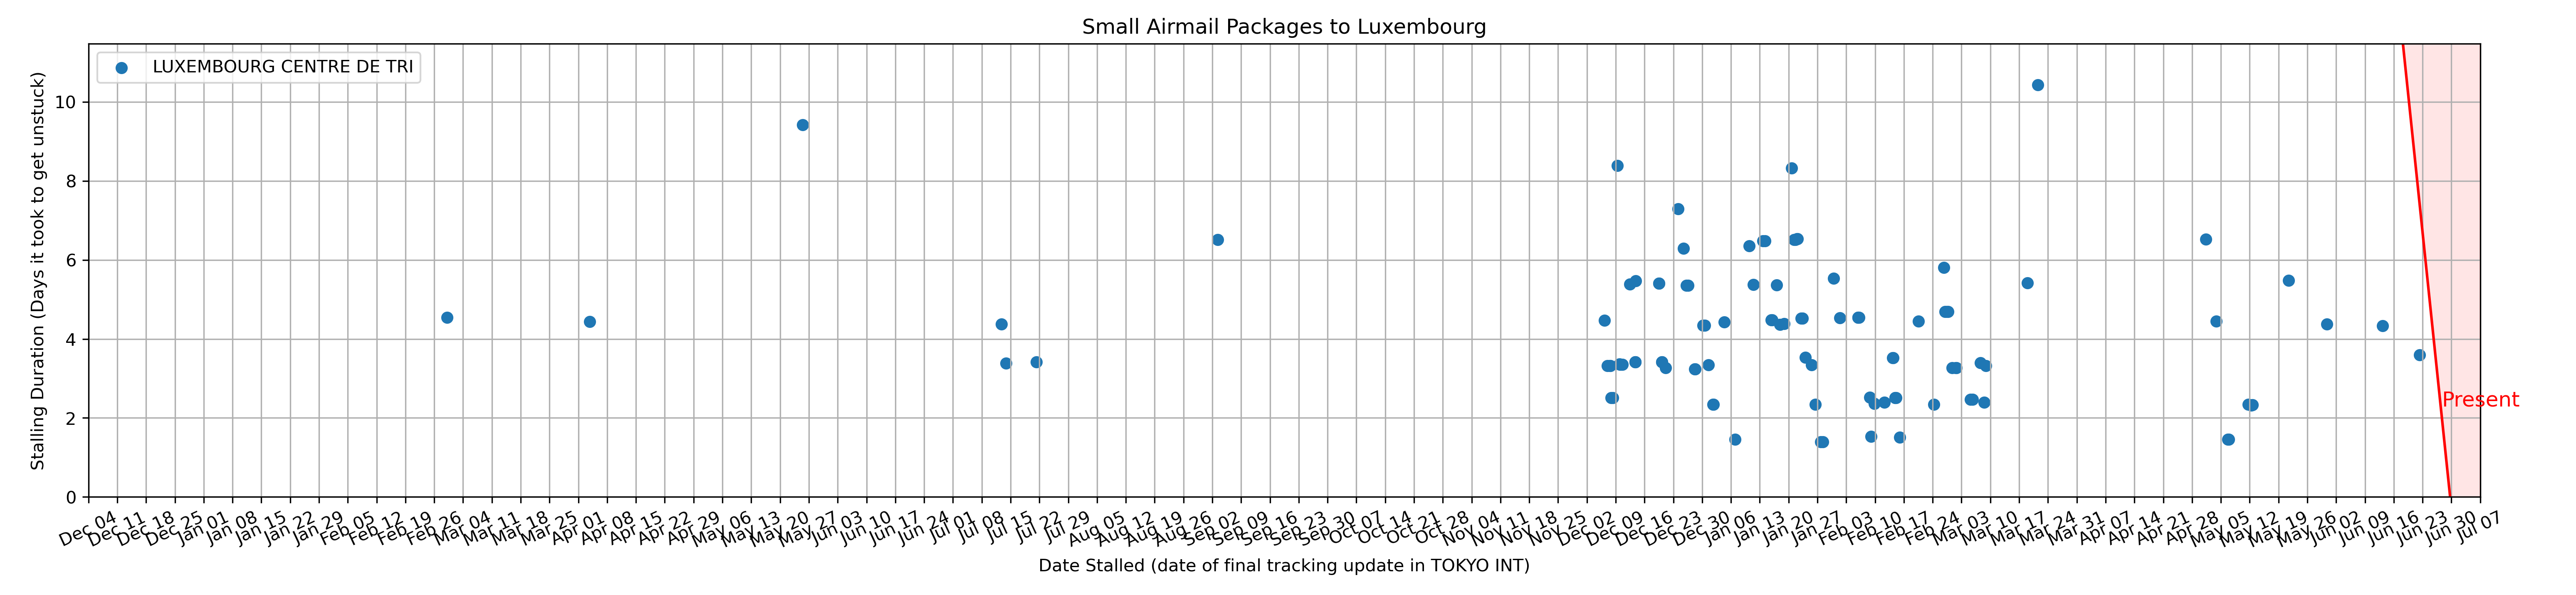 Small Airmail Packages to Luxembourg
LUXEMBOURG CENTRE DE TRI
Stalling Duration (Days it took to get unstuck)
10
8
6
4
2
0
Present
Dec 04 Dec 11 Dec 18 Dec 25 Jan 01 Jan 08 Jan 15 Jan 22 Jan 29 Feb 05 Feb 12 Feb 19 Feb 26 Mar 04 Mar 11 Mar 18 Mar 25 Apr 01 Apr 08 Apr 15 Apr 22 Apr 29 May 06 May 13 May 20 May 27 Jun 03 Jun 10 Jun 17 Jun 24 Jul 01 Jul 08 Jul 15 Jul 22 Jul 29 Aug 05 Aug 12 Aug 19 Aug 26 Sep 02 Sep 09 Sep 16 Sep 23 Sep 30 Oct 07 Oct 14 Oct 21 Oct 28 Nov 04 Nov 11 Nov 18 Nov 25 Dec 02 Dec 09 Dec 16 Dec 23 Dec 30 Jan 06 Jan 13 Jan 20 Jan 27 Feb 03 Feb 10 Feb 17 Feb 24 Mar 03 Mar 10 Mar 17 Mar 24 Mar 31 Apr 07 Apr 14 Apr 21 Apr 28 May 05 May 12 May 19 May 26 Jun 02 Jun 09 Jun 16 Jun 23 Jun 30 Jul 07
Date Stalled (date of final tracking update in TOKYO INT)